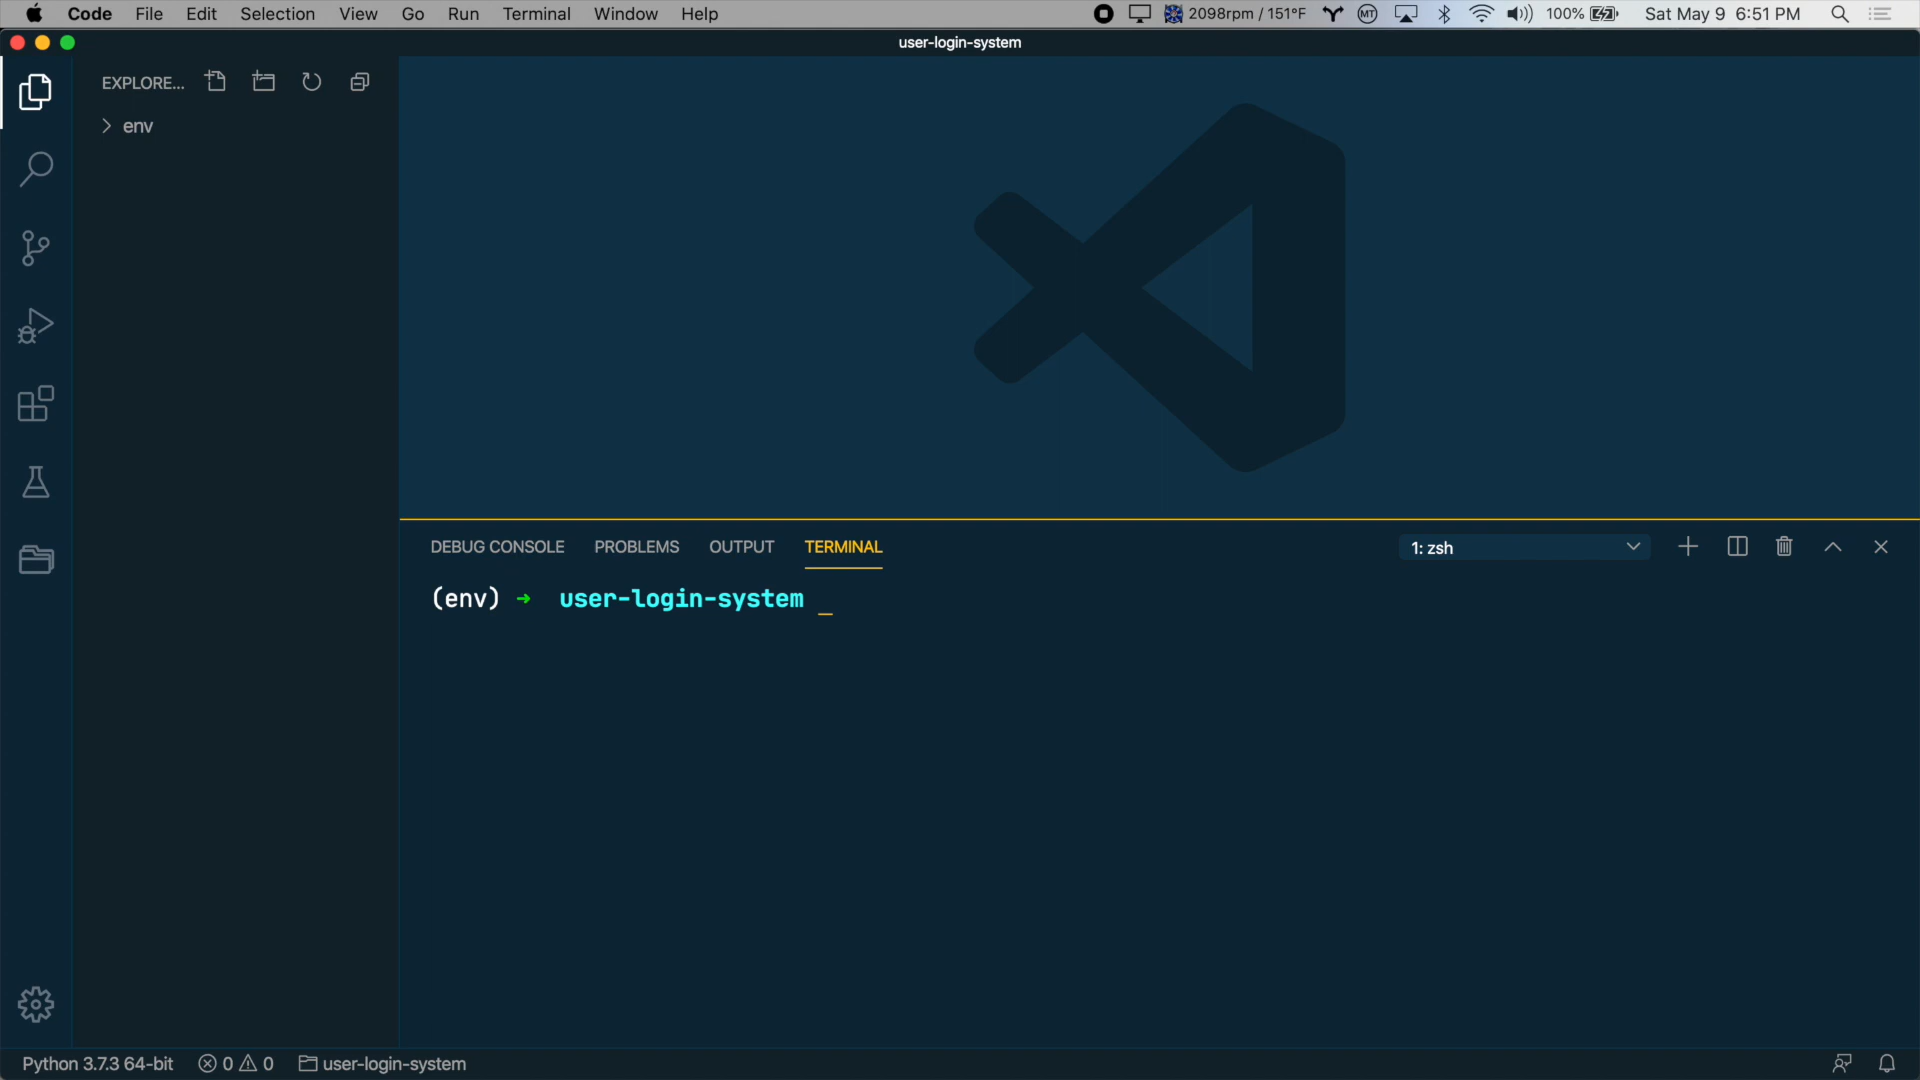 Code File Edit Selection View Go Run Terminal Window Help 2098rpm / 151°F MT 100% Sat May 9 6:51 PM
user-login-system
EXPLORE...
env
DEBUG CONSOLE PROBLEMS OUTPUT TERMINAL 1: zsh
(env) → user-login-system _
Python 3.7.3 64-bit 0 0 user-login-system